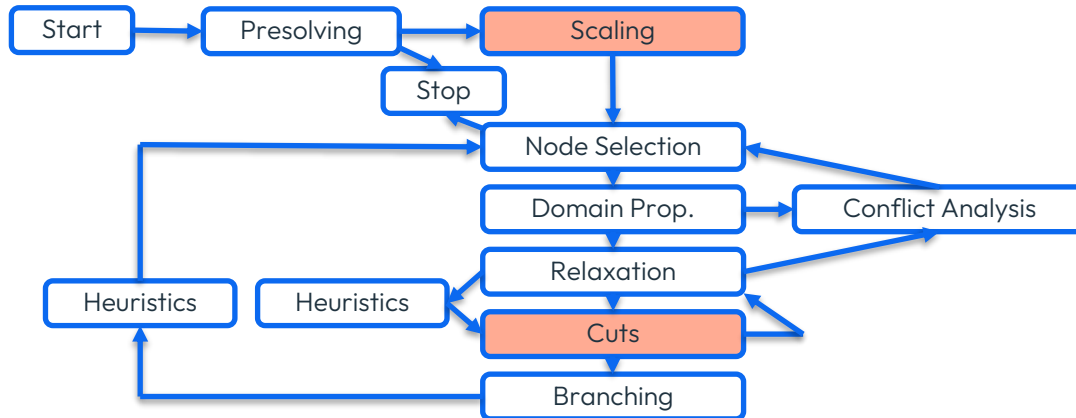 Start
Presolving
Scaling
Stop
Node Selection
Domain Prop.
Conflict Analysis
Relaxation
Heuristics
Heuristics
Cuts
Branching